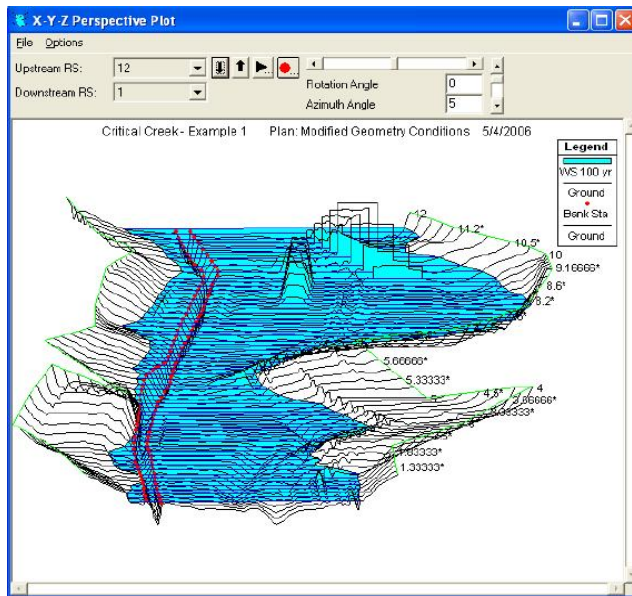 X-Y-Z Perspective Plot
File Options
Upstream RS: 12
Downstream RS: 1
Rotation Angle 0
Azimuth Angle 5
Critical Creek - Example 1 Plan: Modified Geometry Conditions 5/4/2006
Legend
WS 100 yr
Ground
Bank Sta
Ground
12
11.2*
10.5*
10
9.16666*
8.6*
8.2*
5.66666*
5.33333*
4
4.5*
3.66666*
3.33333*
1.33333*